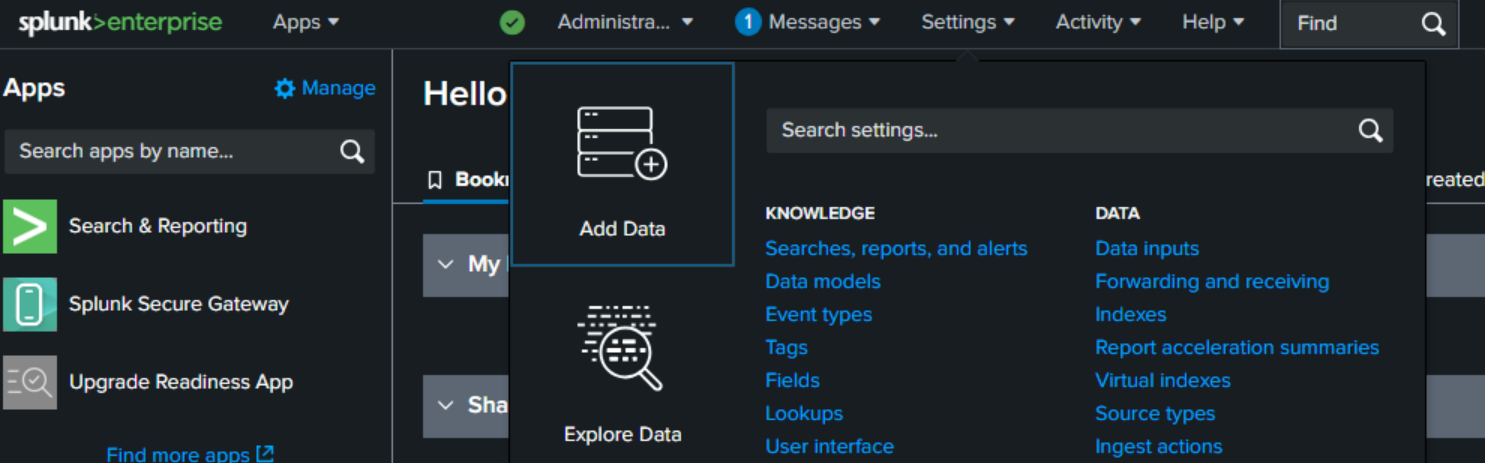 splunk>enterprise Apps Administra... 1 Messages Settings Activity Help Find
Apps Manage
Search apps by name...
Search & Reporting
Splunk Secure Gateway
Upgrade Readiness App
Find more apps
Hello
My
Add Data
Explore Data
Search settings...
KNOWLEDGE
Searches, reports, and alerts
Data models
Event types
Tags
Fields
Lookups
User interface
DATA
Data inputs
Forwarding and receiving
Indexes
Report acceleration summaries
Virtual indexes
Source types
Ingest actions